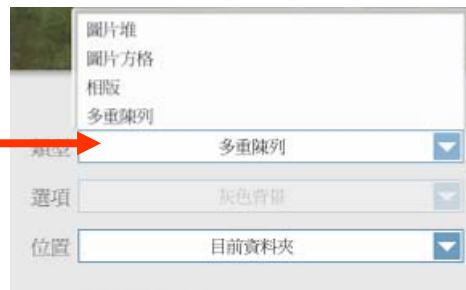 圖片堆
圖片方格
相版
多重陳列
類型 多重陳列
選項 灰色背景
位置 目前資料夾